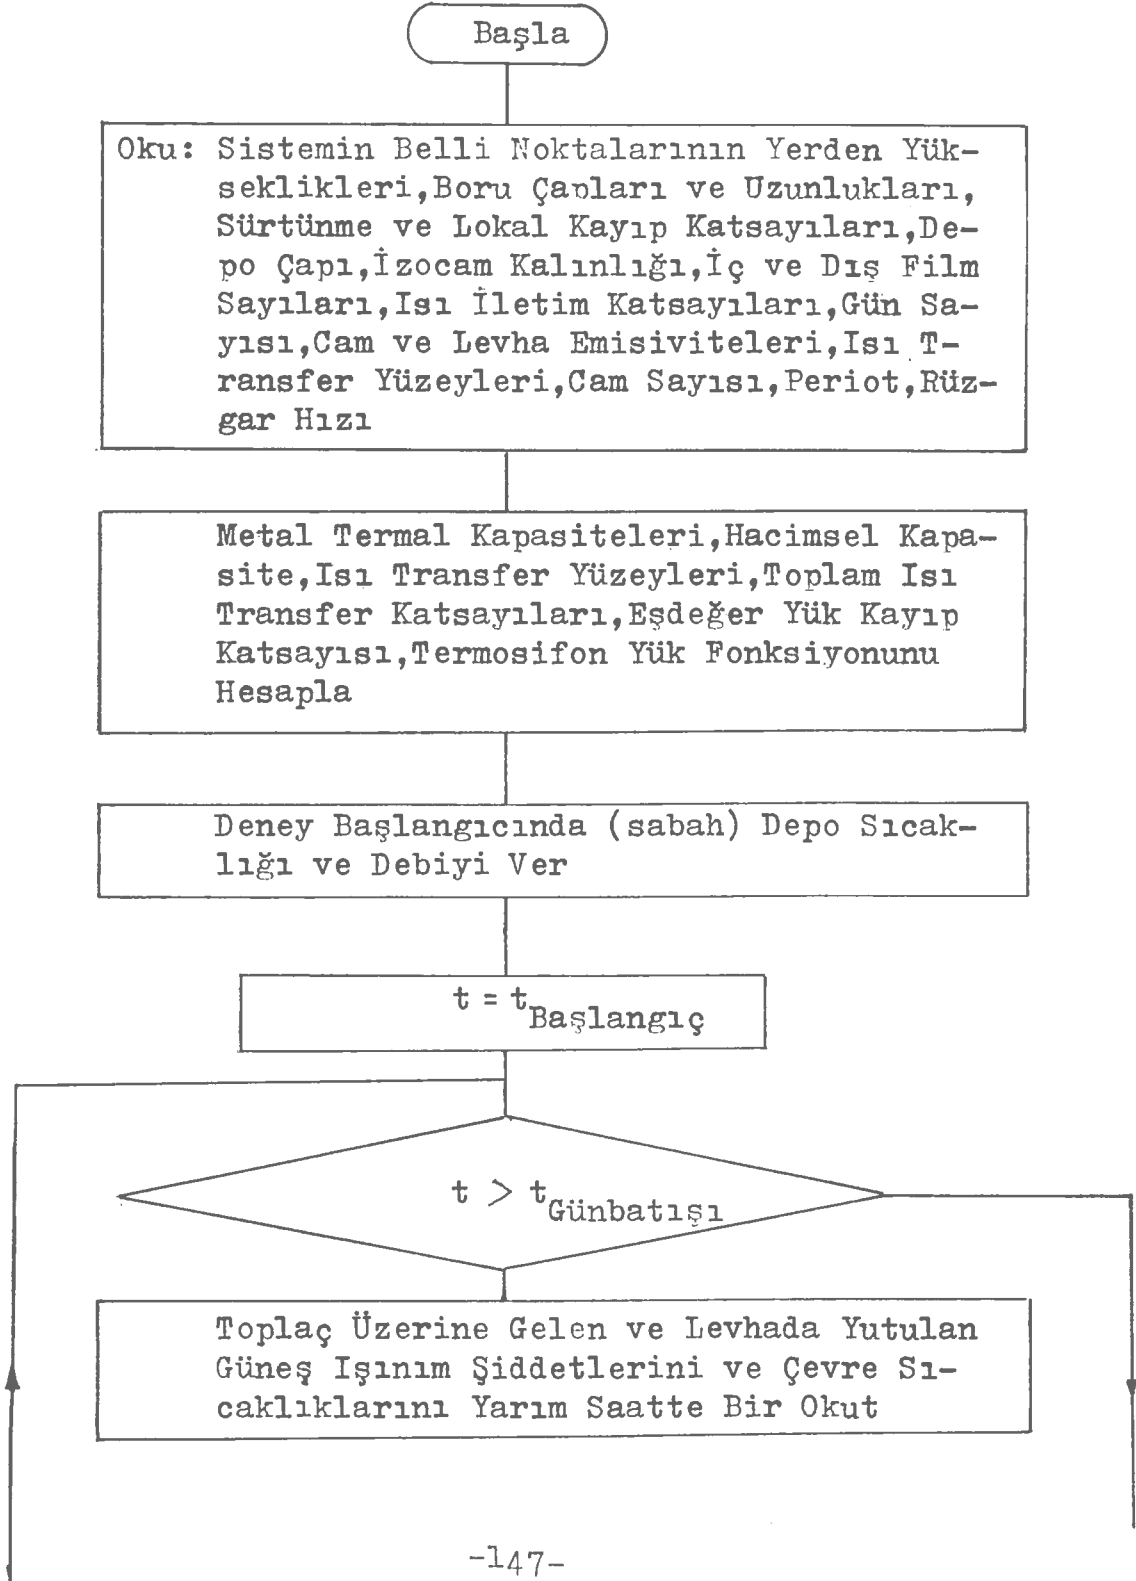 Başla
Oku: Sistemin Belli Noktalarının Yerden Yük-
seklikleri,Boru Çapları ve Uzunlukları,
Sürtünme ve Lokal Kayıp Katsayıları,De-
po Çapı,İzocam Kalınlığı,İç ve Dış Film
Sayıları,Isı İletim Katsayıları,Gün Sa-
yısı,Cam ve Levha Emisiviteleri,Isı T-
ransfer Yüzeyleri,Cam Sayısı,Periot,Rüz-
gar Hızı
Metal Termal Kapasiteleri,Hacimsel Kapa-
site,Isı Transfer Yüzeyleri,Toplam Isı
Transfer Katsayıları,Eşdeğer Yük Kayıp
Katsayısı,Termosifon Yük Fonksiyonunu
Hesapla
Deney Başlangıcında (sabah) Depo Sıcak-
lığı ve Debiyi Ver
t = t Başlangıç
t > t Günbatışı
Toplaç Üzerine Gelen ve Levhada Yutulan
Güneş Işınım Şiddetlerini ve Çevre Sı-
caklıklarını Yarım Saatte Bir Okut
-147-